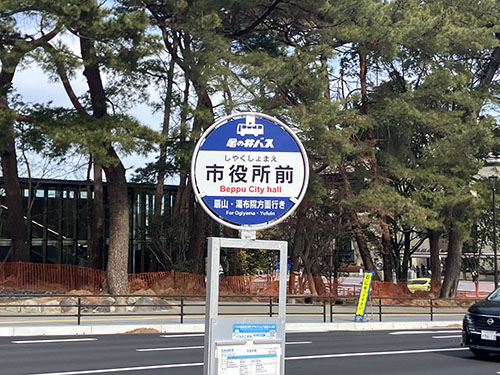 亀の井バス
しやくしょまえ
市役所前
Beppu City hall
扇山・湯布院方面行き
For Ogiyama・Yufuin